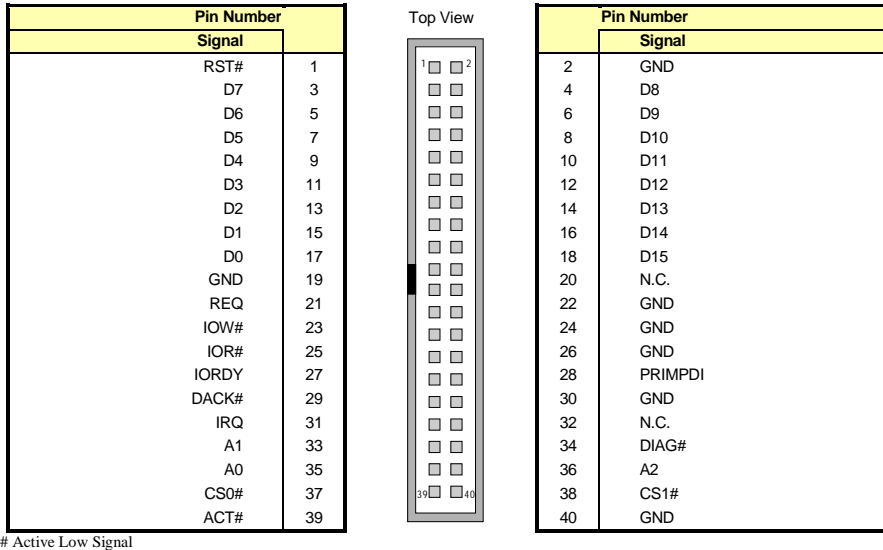 Pin Number Top View Pin Number
Signal Signal
RST# 1 1 2 2 GND
D7 3 4 D8
D6 5 6 D9
D5 7 8 D10
D4 9 10 D11
D3 11 12 D12
D2 13 14 D13
D1 15 16 D14
D0 17 18 D15
GND 19 20 N.C.
REQ 21 22 GND
IOW# 23 24 GND
IOR# 25 26 GND
IORDY 27 28 PRIMPDI
DACK# 29 30 GND
IRQ 31 32 N.C.
A1 33 34 DIAG#
A0 35 36 A2
CS0# 37 39 40 38 CS1#
ACT# 39 40 GND
# Active Low Signal